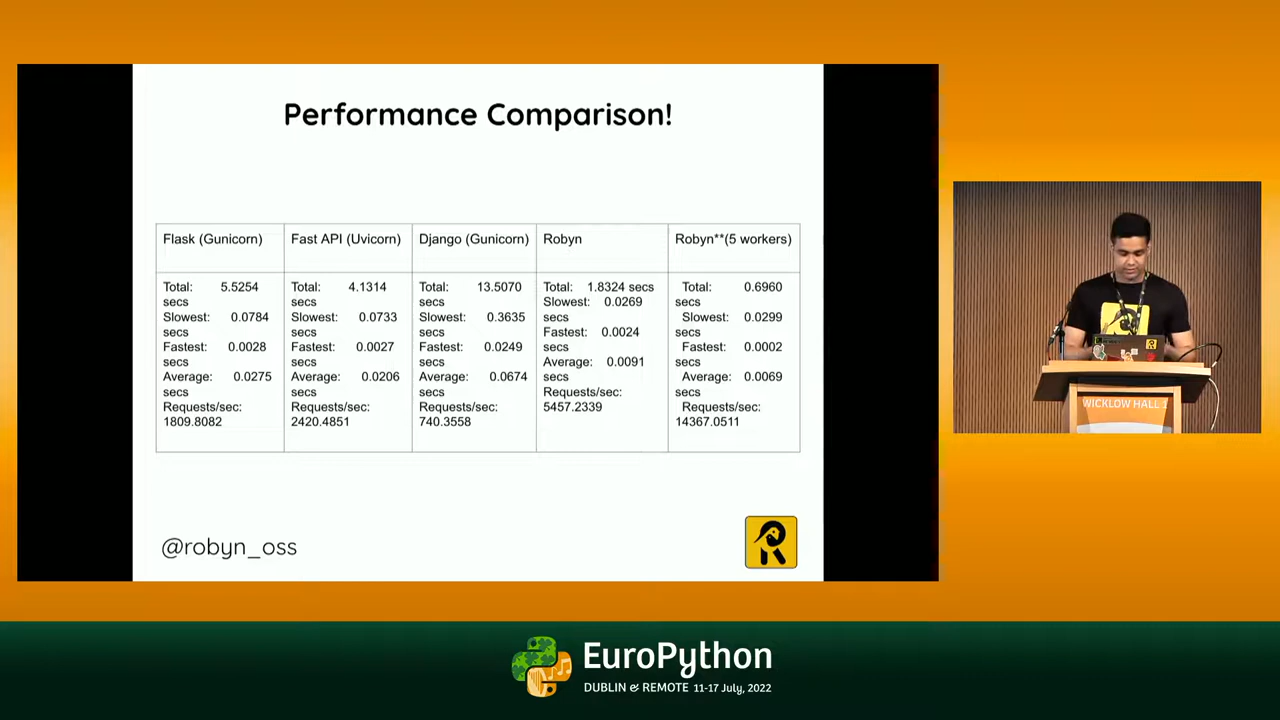 Performance Comparison!
Flask (Gunicorn)
Fast API (Uvicorn)
Django (Gunicorn)
Robyn
Robyn**(5 workers)
Total: 5.5254
secs
Slowest: 0.0784
secs
Fastest: 0.0028
secs
Average: 0.0275
secs
Requests/sec:
1809.8082
Total: 4.1314
secs
Slowest: 0.0733
secs
Fastest: 0.0027
secs
Average: 0.0206
secs
Requests/sec:
2420.4851
Total: 13.5070
secs
Slowest: 0.3635
secs
Fastest: 0.0249
secs
Average: 0.0674
secs
Requests/sec:
740.3558
Total: 1.8324 secs
Slowest: 0.0269
secs
Fastest: 0.0024
secs
Average: 0.0091
secs
Requests/sec:
5457.2339
Total: 0.6960
secs
Slowest: 0.0299
secs
Fastest: 0.0002
secs
Average: 0.0069
secs
Requests/sec:
14367.0511
@robyn_oss
R
WICKLOW HALL 1
EuroPython
DUBLIN & REMOTE 11-17 July, 2022